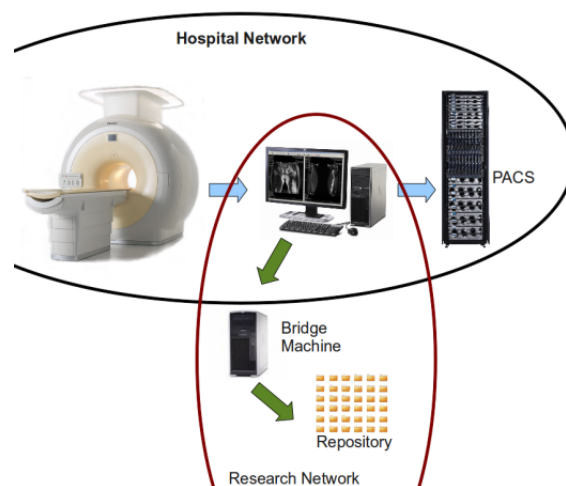 Hospital Network
PACS
Bridge
Machine
Repository
Research Network